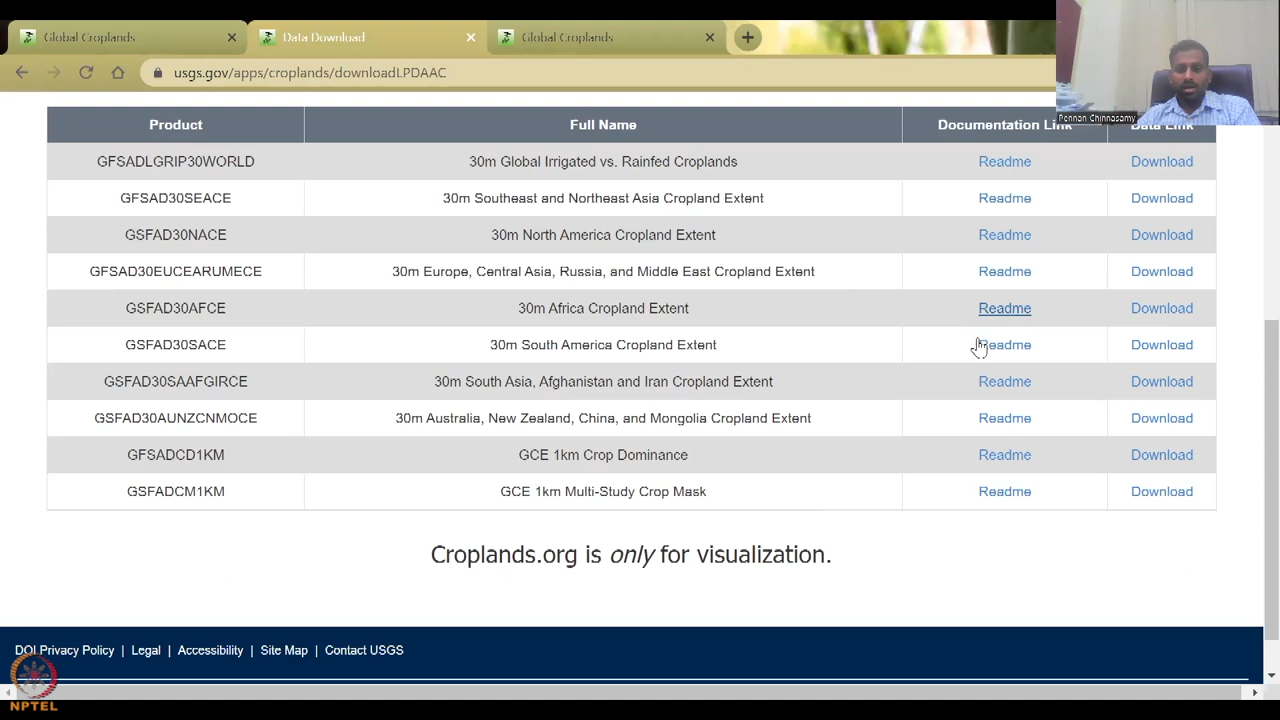 Global Croplands
Data Download
Global Croplands
usgs.gov/apps/croplands/downloadLPDAAC
Pennan Chinnasamy
Product Full Name Documentation Link Data Link
GFSADLGRIP30WORLD 30m Global Irrigated vs. Rainfed Croplands Readme Download
GFSAD30SEACE 30m Southeast and Northeast Asia Cropland Extent Readme Download
GSFAD30NACE 30m North America Cropland Extent Readme Download
GFSAD30EUCEARUMECE 30m Europe, Central Asia, Russia, and Middle East Cropland Extent Readme Download
GSFAD30AFCE 30m Africa Cropland Extent Readme Download
GSFAD30SACE 30m South America Cropland Extent Readme Download
GSFAD30SAAFGIRCE 30m South Asia, Afghanistan and Iran Cropland Extent Readme Download
GSFAD30AUNZCNMOCE 30m Australia, New Zealand, China, and Mongolia Cropland Extent Readme Download
GFSADCD1KM GCE 1km Crop Dominance Readme Download
GSFADCM1KM GCE 1km Multi-Study Crop Mask Readme Download
Croplands.org is only for visualization.
DOI Privacy Policy | Legal | Accessibility | Site Map | Contact USGS
NPTEL